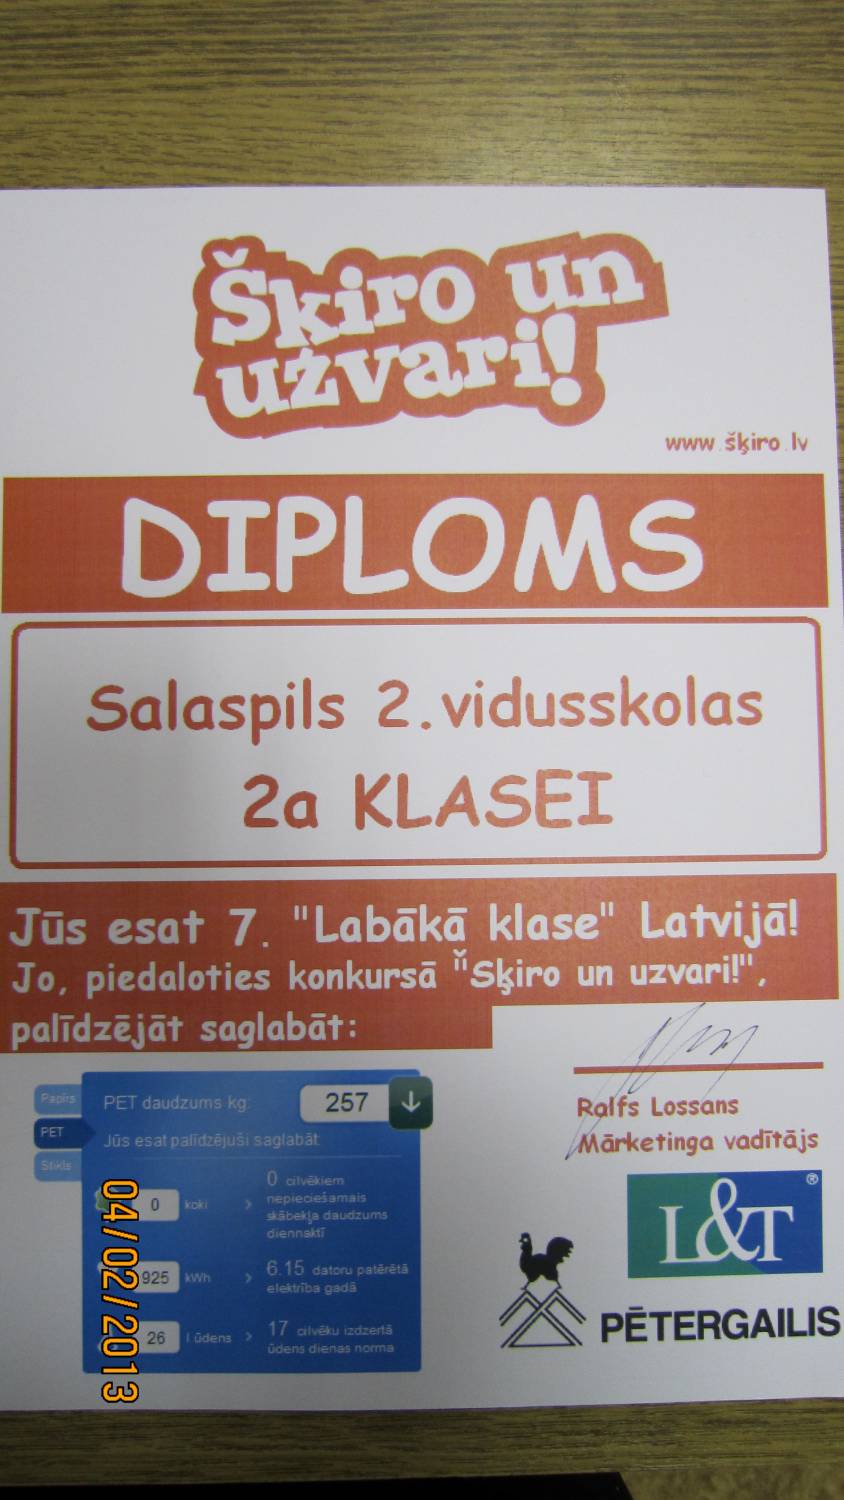 Šķiro un
uzvari!
www.šķiro.lv
DIPLOMS
Salaspils 2.vidusskolas
2a KLASEI
Jūs esat 7. "Labākā klase" Latvijā!
Jo, piedaloties konkursā "Šķiro un uzvari!",
palīdzējāt saglabāt:
Papīrs
PET
Stikls
PET daudzums kg: 257
Jūs esat palīdzējuši saglabāt:
0 koki > 0 cilvēkiem
nepieciešamais
skābekļa daudzums
diennaktī
925 kWh > 6.15 datoru patērētā
elektrība gadā
26 l ūdens > 17 cilvēku izdzertā
ūdens dienas norma
Ralfs Lossans
Mārketinga vadītājs
L&T®
PĒTERGAILIS
04/02/2013